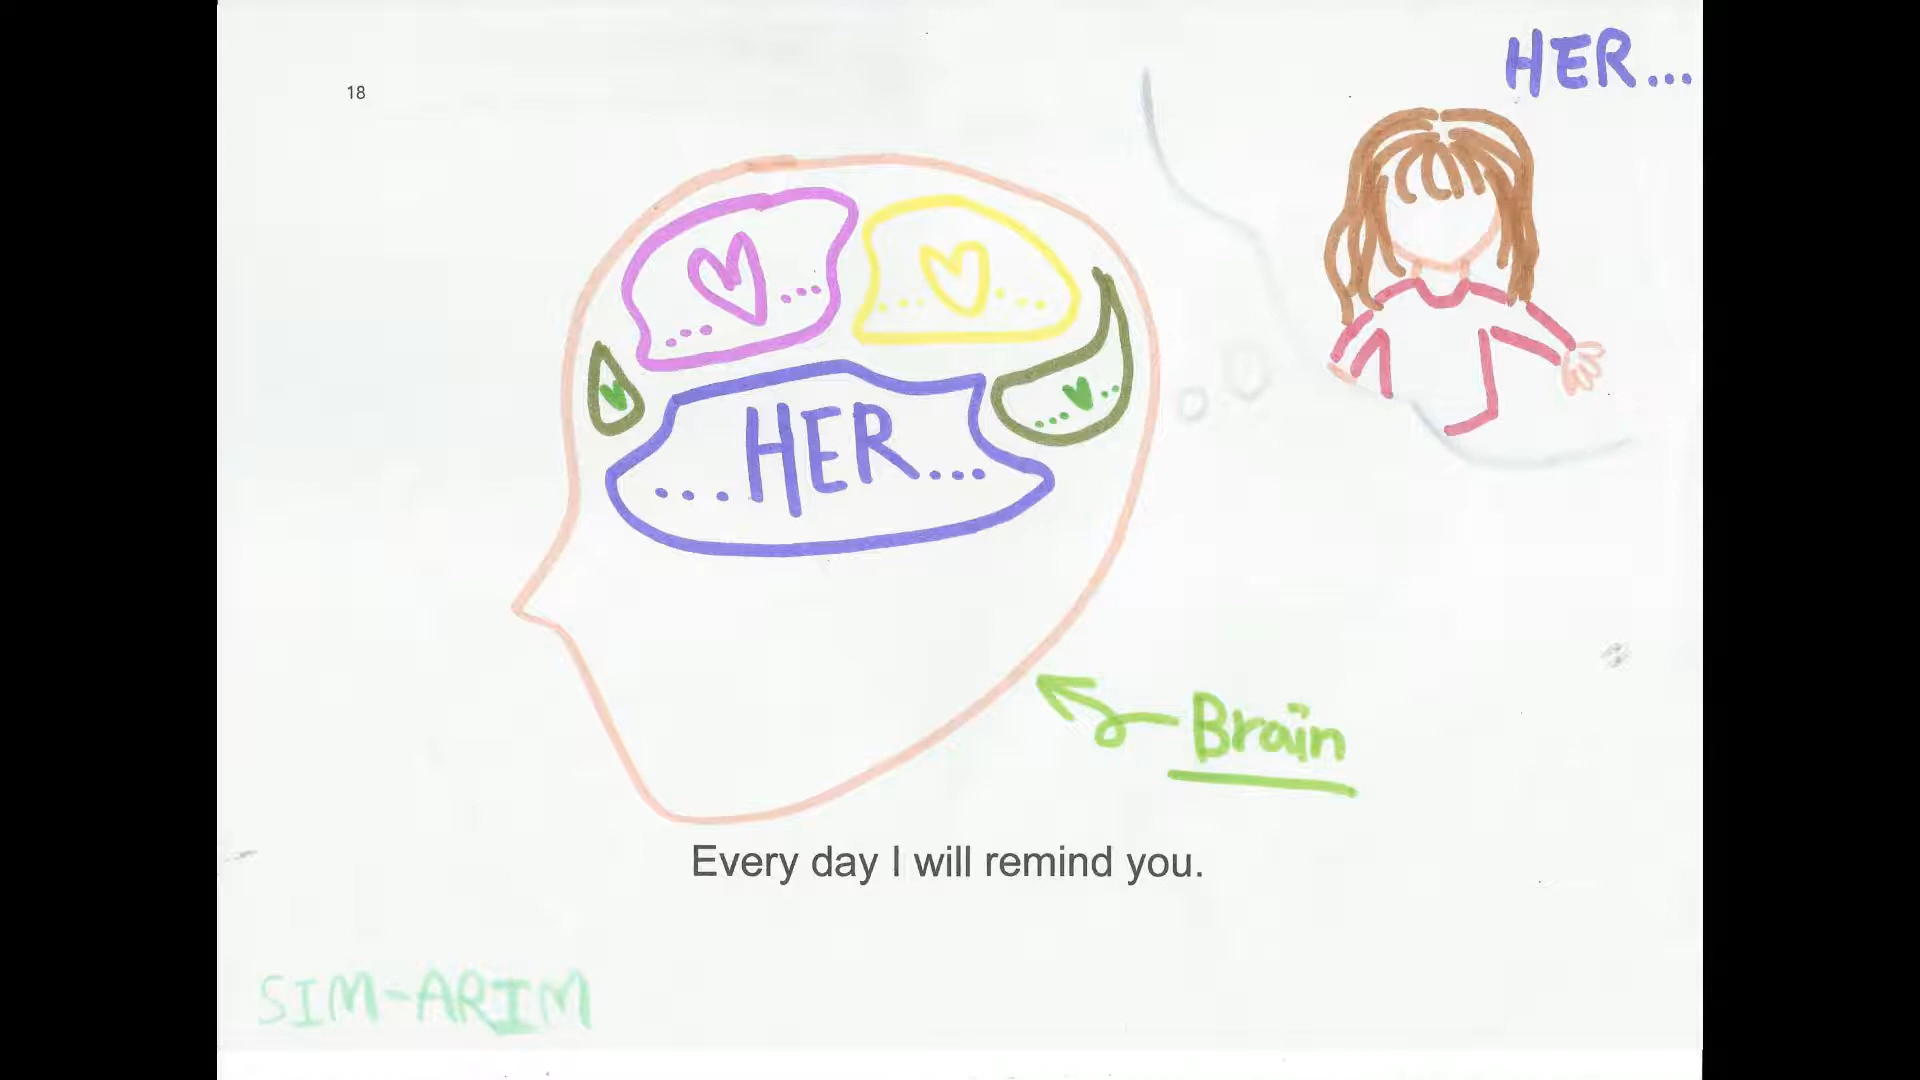 HER...
18
....HER...
Brain
Every day I will remind you.
SIM-ARIM